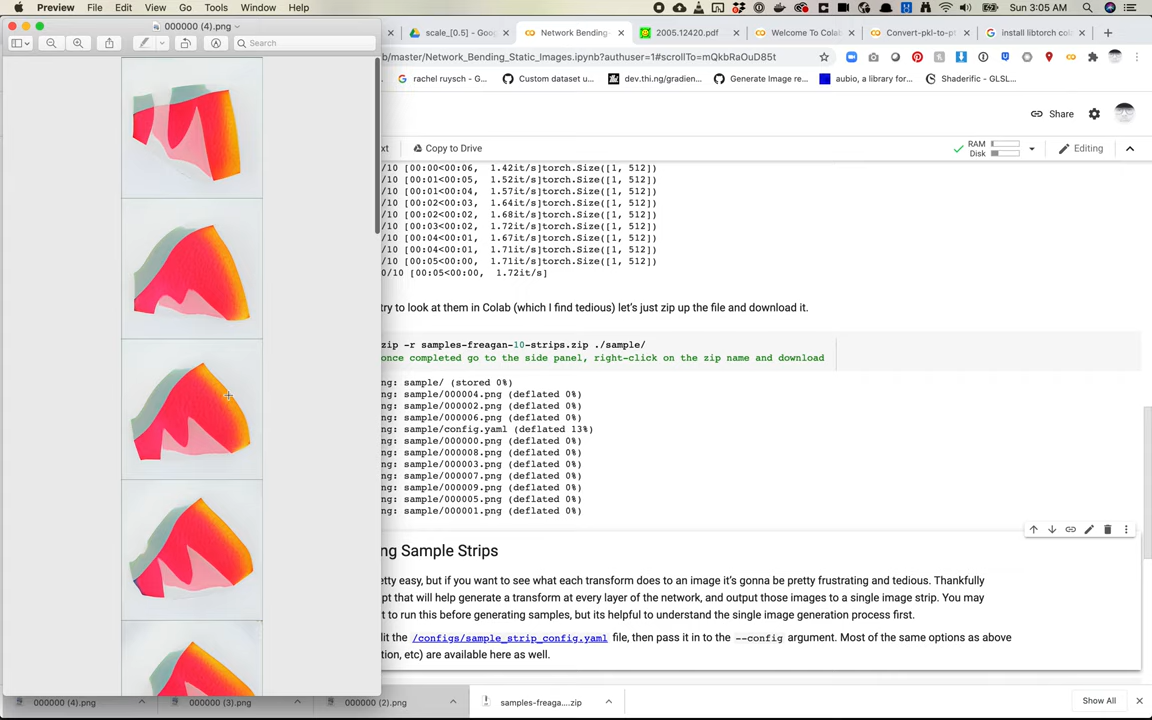 Preview File Edit View Go Tools Window Help
Sun 3:05 AM
000000 (4).png
Search
scale_[0.5] - Goog
Network Bending-
2005.12420.pdf
Welcome To Colab
Convert-pkl-to-pt
install libtorch cola
b/master/Network_Bending_Static_Images.ipynb?authuser=1#scrollTo=mQkbRaOuD85t
rachel ruysch - G...
Custom dataset u...
dev.thi.ng/gradien...
Generate Image re...
aubio, a library for...
Shaderific - GLSL...
Share
xt
Copy to Drive
RAM
Disk
Editing
/10 [00:00<00:06, 1.42it/s]torch.Size([1, 512])
/10 [00:01<00:05, 1.52it/s]torch.Size([1, 512])
/10 [00:01<00:04, 1.57it/s]torch.Size([1, 512])
/10 [00:02<00:03, 1.64it/s]torch.Size([1, 512])
/10 [00:02<00:02, 1.68it/s]torch.Size([1, 512])
/10 [00:03<00:02, 1.72it/s]torch.Size([1, 512])
/10 [00:04<00:01, 1.67it/s]torch.Size([1, 512])
/10 [00:04<00:01, 1.71it/s]torch.Size([1, 512])
/10 [00:05<00:00, 1.71it/s]torch.Size([1, 512])
0/10 [00:05<00:00, 1.72it/s]
try to look at them in Colab (which I find tedious) let's just zip up the file and download it.
zip -r samples-freagan-10-strips.zip ./sample/
once completed go to the side panel, right-click on the zip name and download
ng: sample/ (stored 0%)
ng: sample/000004.png (deflated 0%)
ng: sample/000002.png (deflated 0%)
ng: sample/000006.png (deflated 0%)
ng: sample/config.yaml (deflated 13%)
ng: sample/000000.png (deflated 0%)
ng: sample/000008.png (deflated 0%)
ng: sample/000003.png (deflated 0%)
ng: sample/000007.png (deflated 0%)
ng: sample/000009.png (deflated 0%)
ng: sample/000005.png (deflated 0%)
ng: sample/000001.png (deflated 0%)
ng Sample Strips
etty easy, but if you want to see what each transform does to an image it's gonna be pretty frustrating and tedious. Thankfully
ipt that will help generate a transform at every layer of the network, and output those images to a single image strip. You may
t to run this before generating samples, but its helpful to understand the single image generation process first.
dit the /configs/sample_strip_config.yaml file, then pass it in to the --config argument. Most of the same options as above
tion, etc) are available here as well.
000000 (4).png
000000 (3).png
000000 (2).png
samples-freaga....zip
Show All